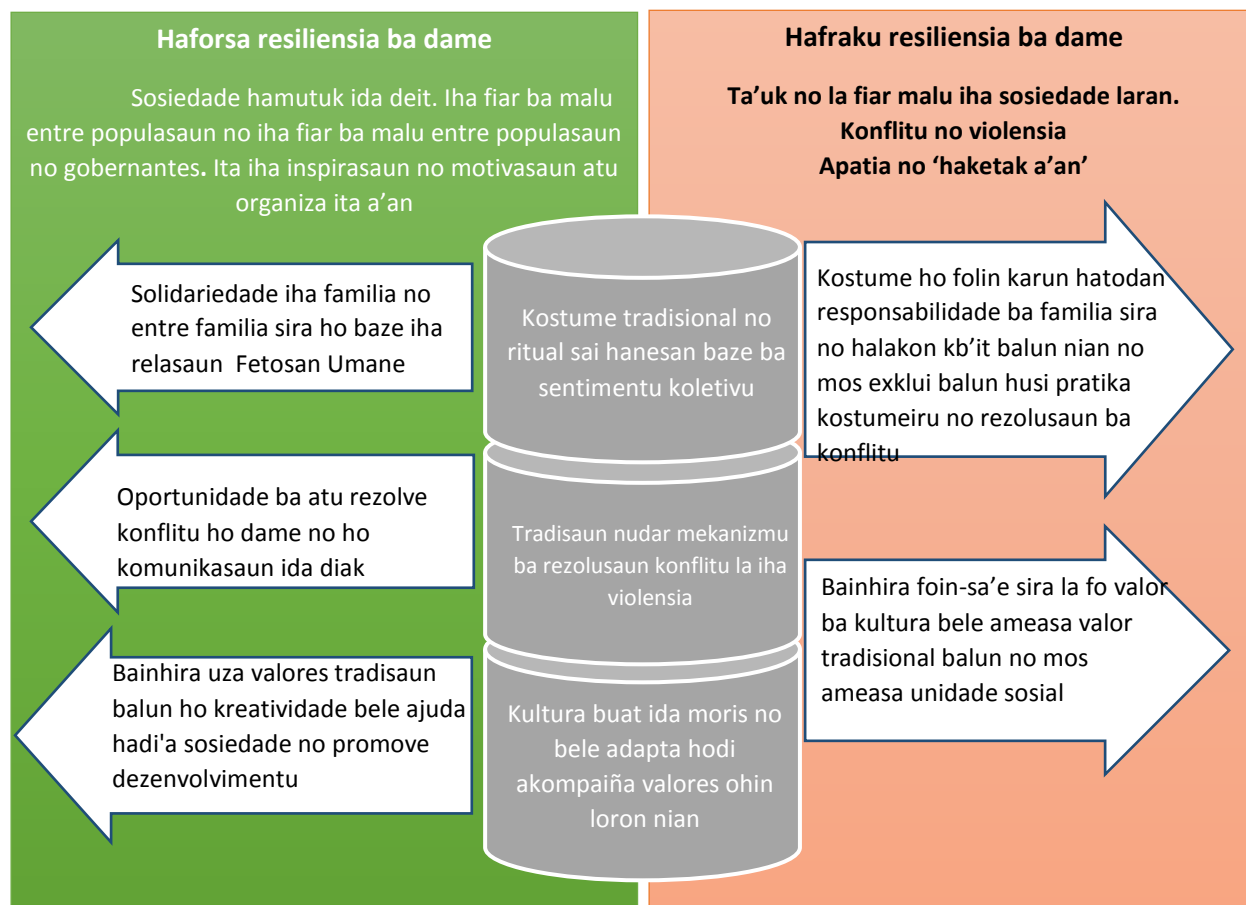 Haforsa resiliensia ba dame
Sosiedade hamutuk ida deit. Iha fiar ba malu
entre populasaun no iha fiar ba malu entre populasaun
no gobernantes. Ita iha inspirasaun no motivasaun atu
organiza ita a’an
Hafraku resiliensia ba dame
Ta’uk no la fiar malu iha sosiedade laran.
Konflitu no violensia
Apatia no ‘haketak a’an’
Solidariedade iha familia no
entre familia sira ho baze iha
relasaun Fetosan Umane
Kostume tradisional no
ritual sai hanesan baze ba
sentimentu koletivu
Kostume ho folin karun hatodan
responsabilidade ba familia sira
no halakon kb’it balun nian no
mos exklui balun husi pratika
kostumeiru no rezolusaun ba
konflitu
Oportunidade ba atu rezolve
konflitu ho dame no ho
komunikasaun ida diak
Tradisaun nudar mekanizmu
ba rezolusaun konflitu la iha
violensia
Bainhira foin-sa’e sira la fo valor
ba kultura bele ameasa valor
tradisional balun no mos
ameasa unidade sosial
Bainhira uza valores tradisaun
balun ho kreatividade bele ajuda
hadi'a sosiedade no promove
dezenvolvimentu
Kultura buat ida moris no
bele adapta hodi
akompaiña valores ohin
loron nian